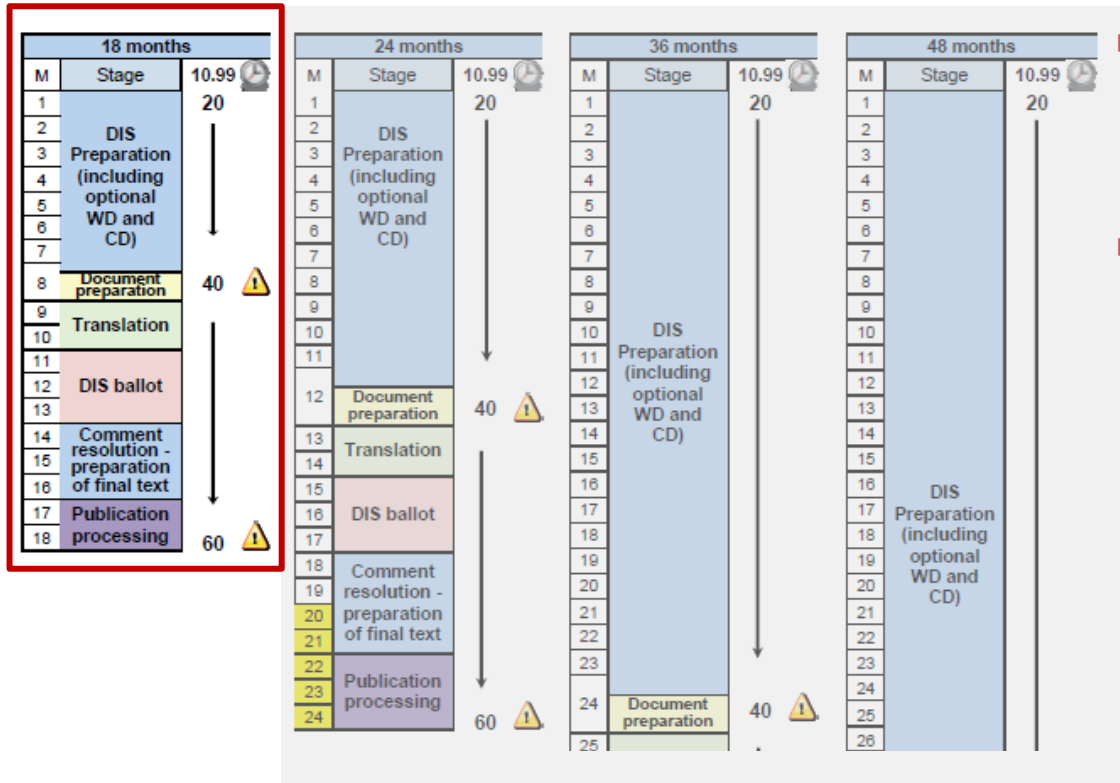 18 months
M Stage 10.99
1 20
2
3
4
5
6
7
DIS
Preparation
(including
optional
WD and
CD)
8 Document
preparation
40
9
10
Translation
11
12
13
DIS ballot
14
15
16
Comment
resolution -
preparation
of final text
17
18
Publication
processing
60
24 months
M Stage 10.99
1 20
2
3
4
5
6
7
8
9
10
11
DIS
Preparation
(including
optional
WD and
CD)
12 Document
preparation
40
13
14
Translation
15
16
17
DIS ballot
18
19
20
21
Comment
resolution -
preparation
of final text
22
23
24
Publication
processing
60
36 months
M Stage 10.99
1 20
2
3
4
5
6
7
8
9
10
11
12
13
14
15
16
17
18
19
20
21
22
23
DIS
Preparation
(including
optional
WD and
CD)
24 Document
preparation
40
25
48 months
M Stage 10.99
1 20
2
3
4
5
6
7
8
9
10
11
12
13
14
15
16
17
18
19
20
21
22
23
24
25
26
DIS
Preparation
(including
optional
WD and
CD)